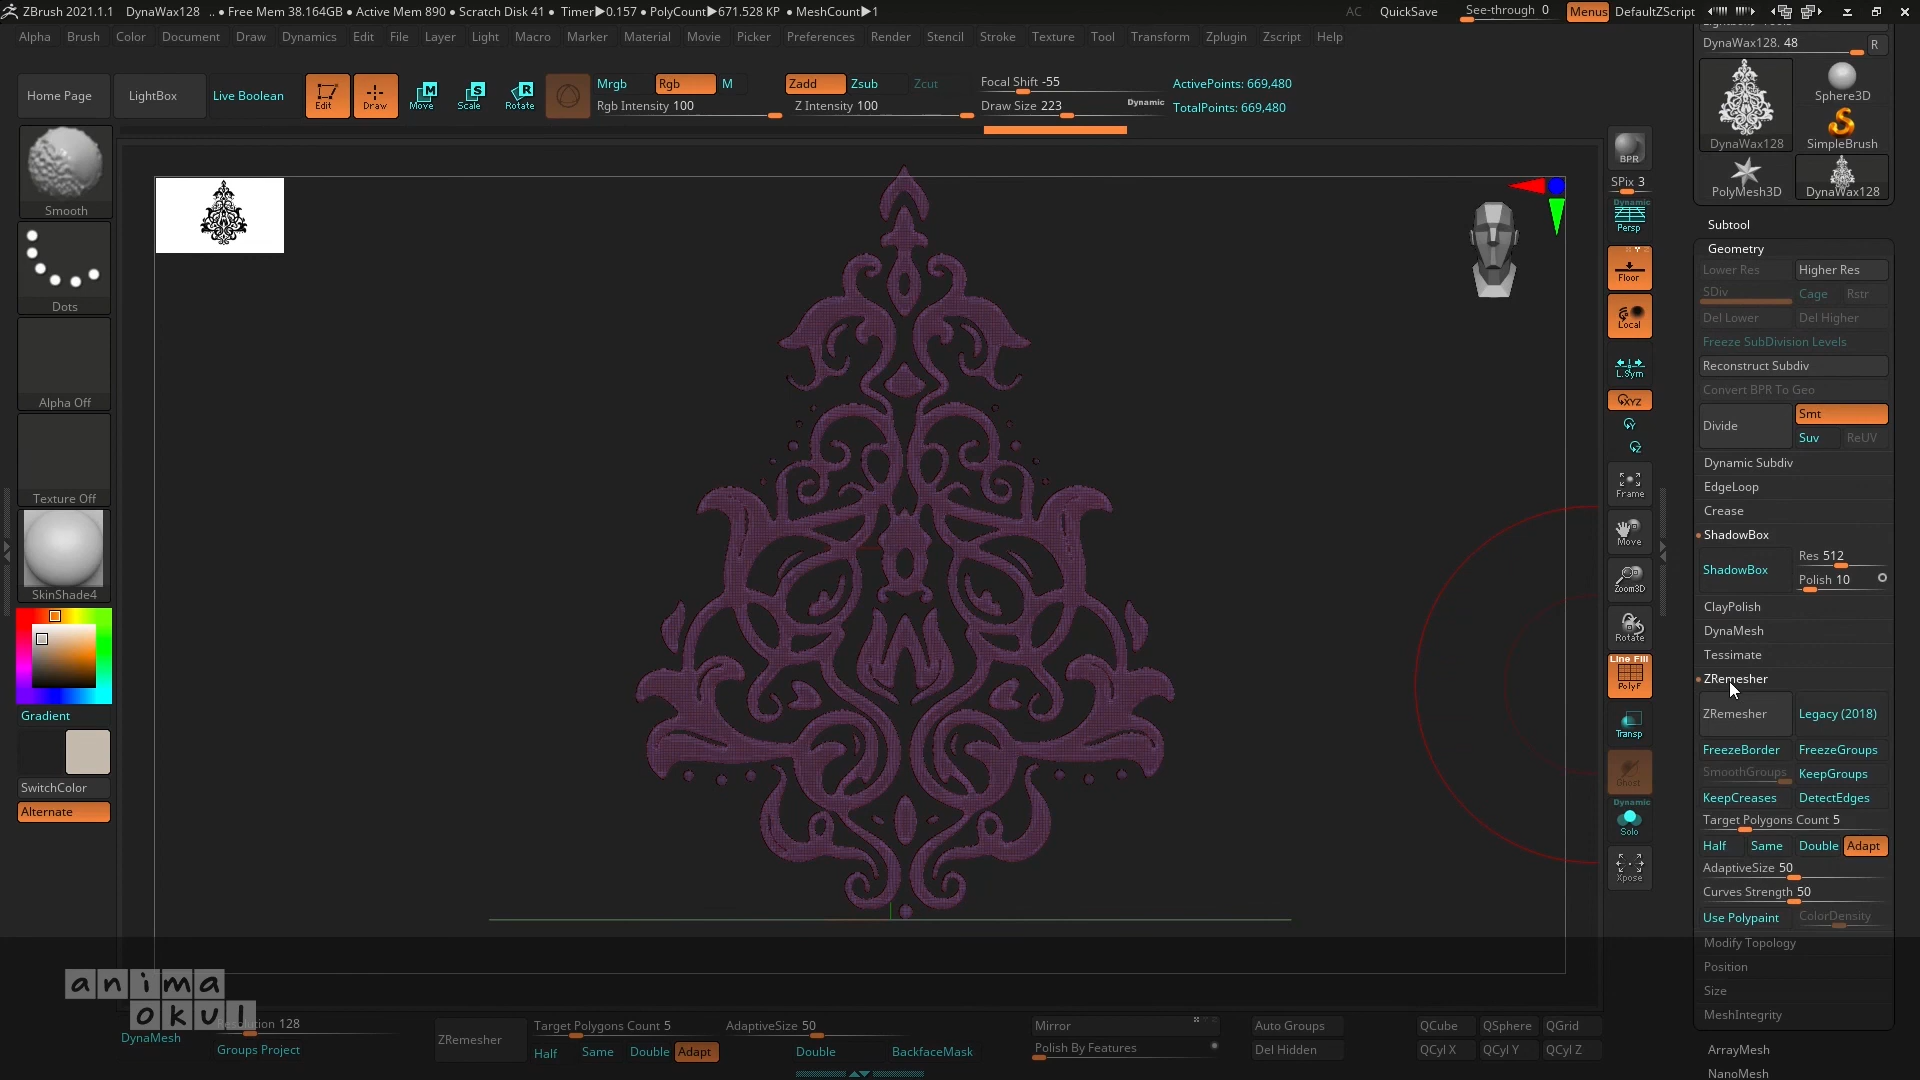 ZBrush 2021.1.1 DynaWax128 .. ● Free Mem 38.164GB ● Active Mem 890 ● Scratch Disk 41 ● Timer▶0.157 ● PolyCount▶671.528 KP ● MeshCount▶1 AC QuickSave See-through 0 Menus DefaultZScript
Alpha Brush Color Document Draw Dynamics Edit File Layer Light Macro Marker Material Movie Picker Preferences Render Stencil Stroke Texture Tool Transform Zplugin Zscript Help
Home Page LightBox Live Boolean Edit Draw Move Scale Rotate
Mrgb Rgb M Zadd Zsub Zcut Focal Shift -55 ActivePoints: 669,480
Rgb Intensity 100 Z Intensity 100 Draw Size 223 Dynamic TotalPoints: 669,480
Smooth
Dots
Alpha Off
Texture Off
SkinShade4
Gradient
SwitchColor
Alternate
BPR
SPix 3
Dynamic
Persp
Floor
Local
L.Sym
XYZ
Frame
Move
Zoom3D
Rotate
Line Fill
PolyF
Transp
Ghost
Dynamic
Solo
Xpose
DynaWax128. 48 R
DynaWax128 Sphere3D
SimpleBrush
PolyMesh3D DynaWax128
Subtool
Geometry
Lower Res Higher Res
SDiv Cage Rstr
Del Lower Del Higher
Freeze SubDivision Levels
Reconstruct Subdiv
Convert BPR To Geo
Divide Smt
Suv ReUV
Dynamic Subdiv
EdgeLoop
Crease
ShadowBox
ShadowBox Res 512
Polish 10
ClayPolish
DynaMesh
Tessimate
ZRemesher
ZRemesher Legacy (2018)
FreezeBorder FreezeGroups
SmoothGroups KeepGroups
KeepCreases DetectEdges
Target Polygons Count 5
Half Same Double Adapt
AdaptiveSize 50
Curves Strength 50
Use Polypaint ColorDensity
Modify Topology
Position
Size
MeshIntegrity
ArrayMesh
NanoMesh
anima
okul
DynaMesh Resolution 128
Groups Project
ZRemesher Target Polygons Count 5 AdaptiveSize 50
Half Same Double Adapt Double BackfaceMask
Mirror Auto Groups QCube QSphere QGrid
Polish By Features Del Hidden QCyl X QCyl Y QCyl Z